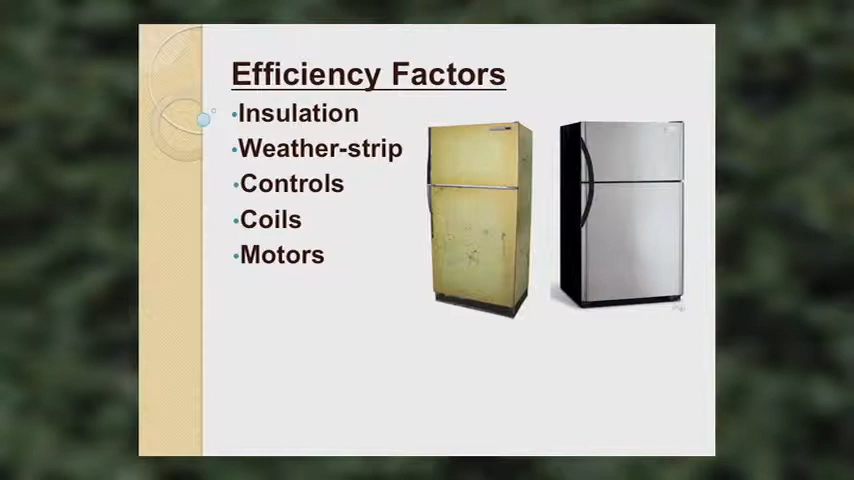 Efficiency Factors
•Insulation
•Weather-strip
•Controls
•Coils
•Motors